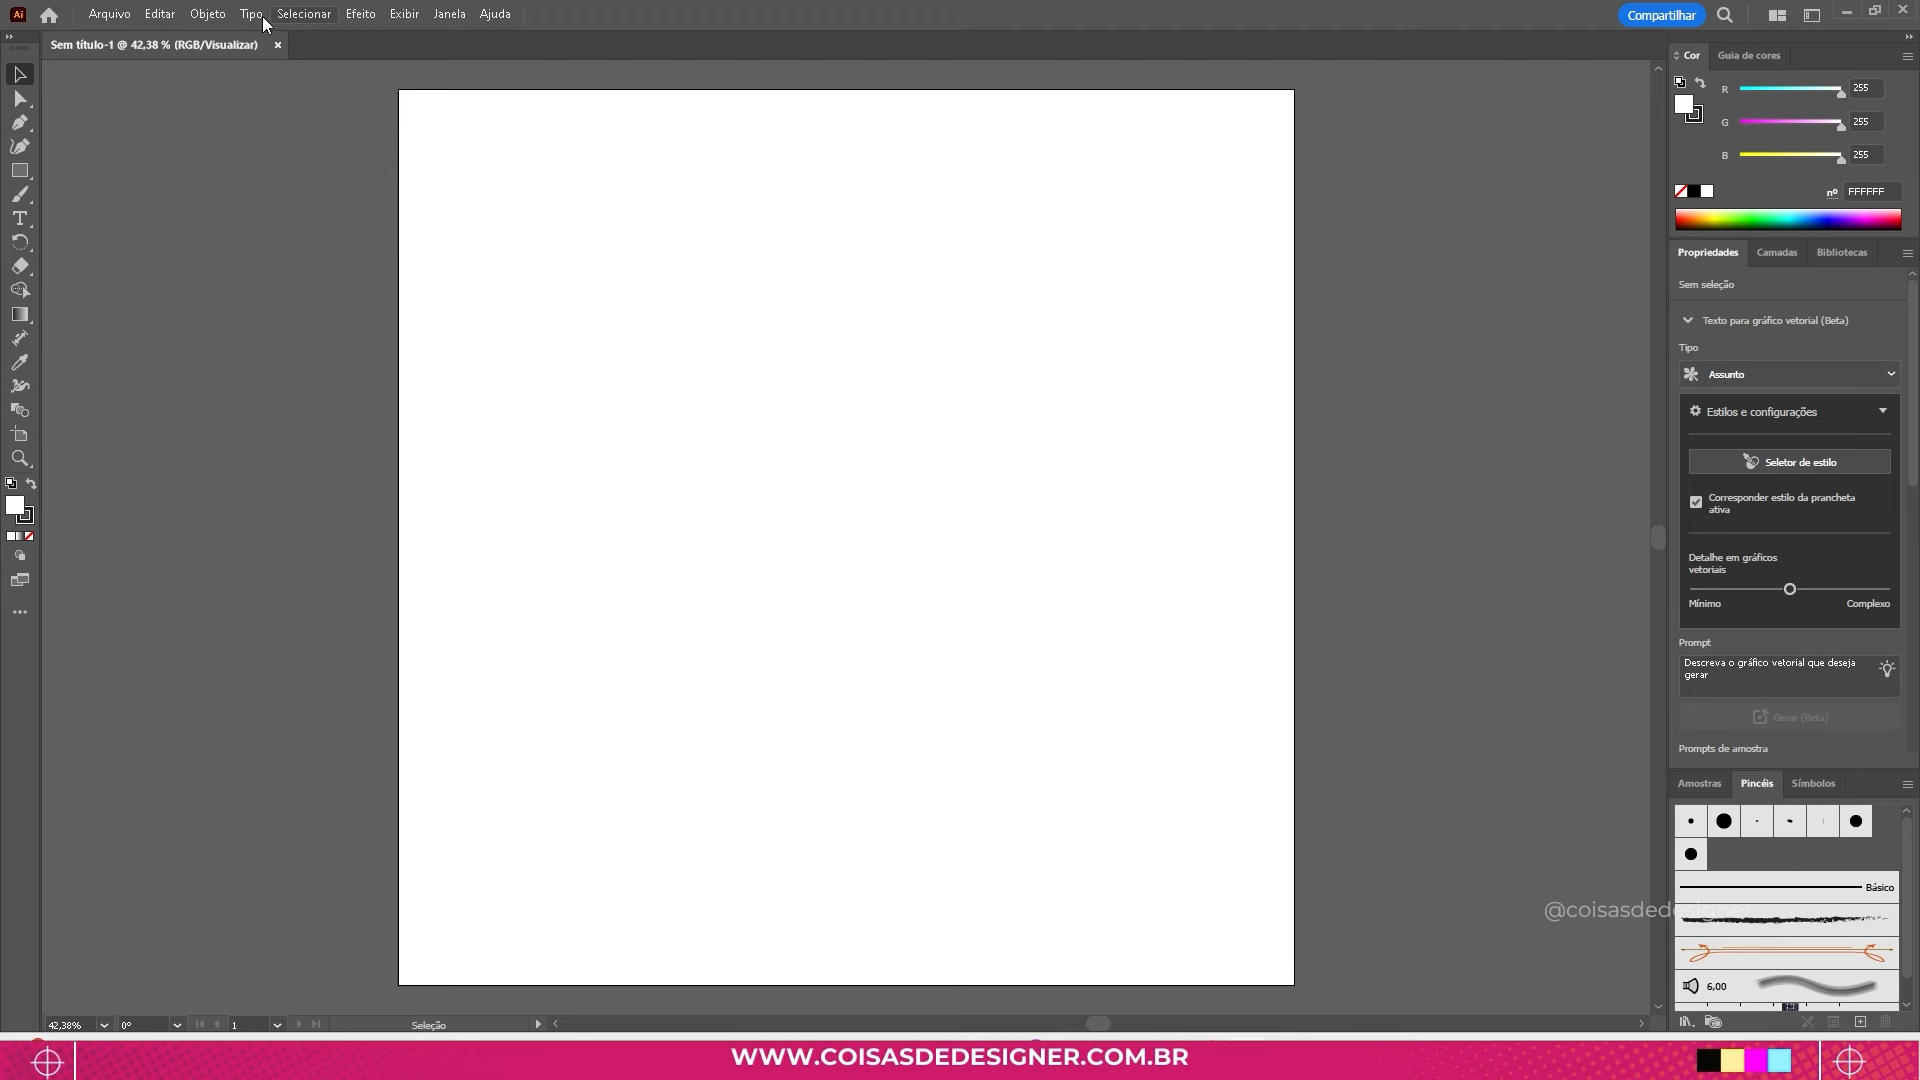 Ai
Arquivo Editar Objeto Tipo Selecionar Efeito Exibir Janela Ajuda
Compartilhar
Sem título-1 @ 42,38 % (RGB/Visualizar) ×
Cor Guia de cores
R 255
G 255
B 255
nº FFFFFF
Propriedades Camadas Bibliotecas
Sem seleção
Texto para gráfico vetorial (Beta)
Tipo
Assunto
Estilos e configurações
Seletor de estilo
Corresponder estilo da prancheta
ativa
Detalhe em gráficos
vetoriais
Mínimo Complexo
Prompt
Descreva o gráfico vetorial que deseja
gerar
Gerar (Beta)
Prompts de amostra
Amostras Pincéis Símbolos
Básico
@coisasdedesigner
6,00
42,38% 0° 1 Seleção
WWW.COISASDEDESIGNER.COM.BR